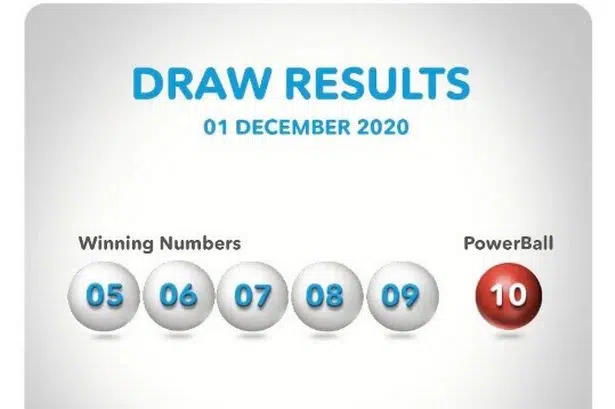 DRAW RESULTS
01 DECEMBER 2020
Winning Numbers PowerBall
05 06 07 08 09 10